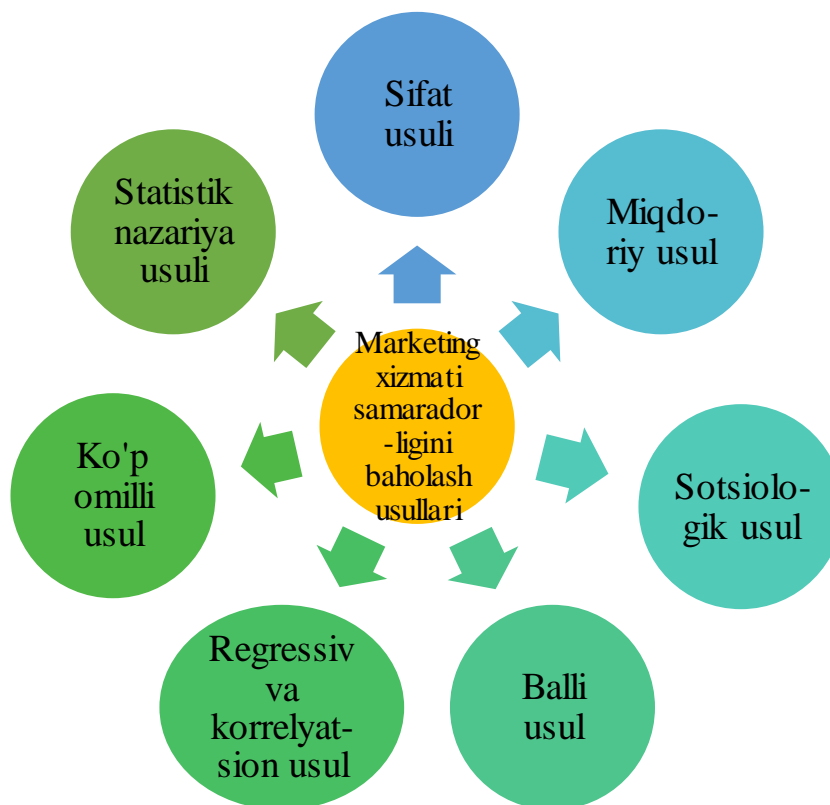 Sifat
usuli
Statistik
nazariya
usuli
Miqdo-
riy usul
Marketing
xizmati
samarador
-ligini
baholash
usullari
Ko'p
omilli
usul
Sotsiolo-
gik usul
Regressiv
va
korrelyat-
sion usul
Balli
usul